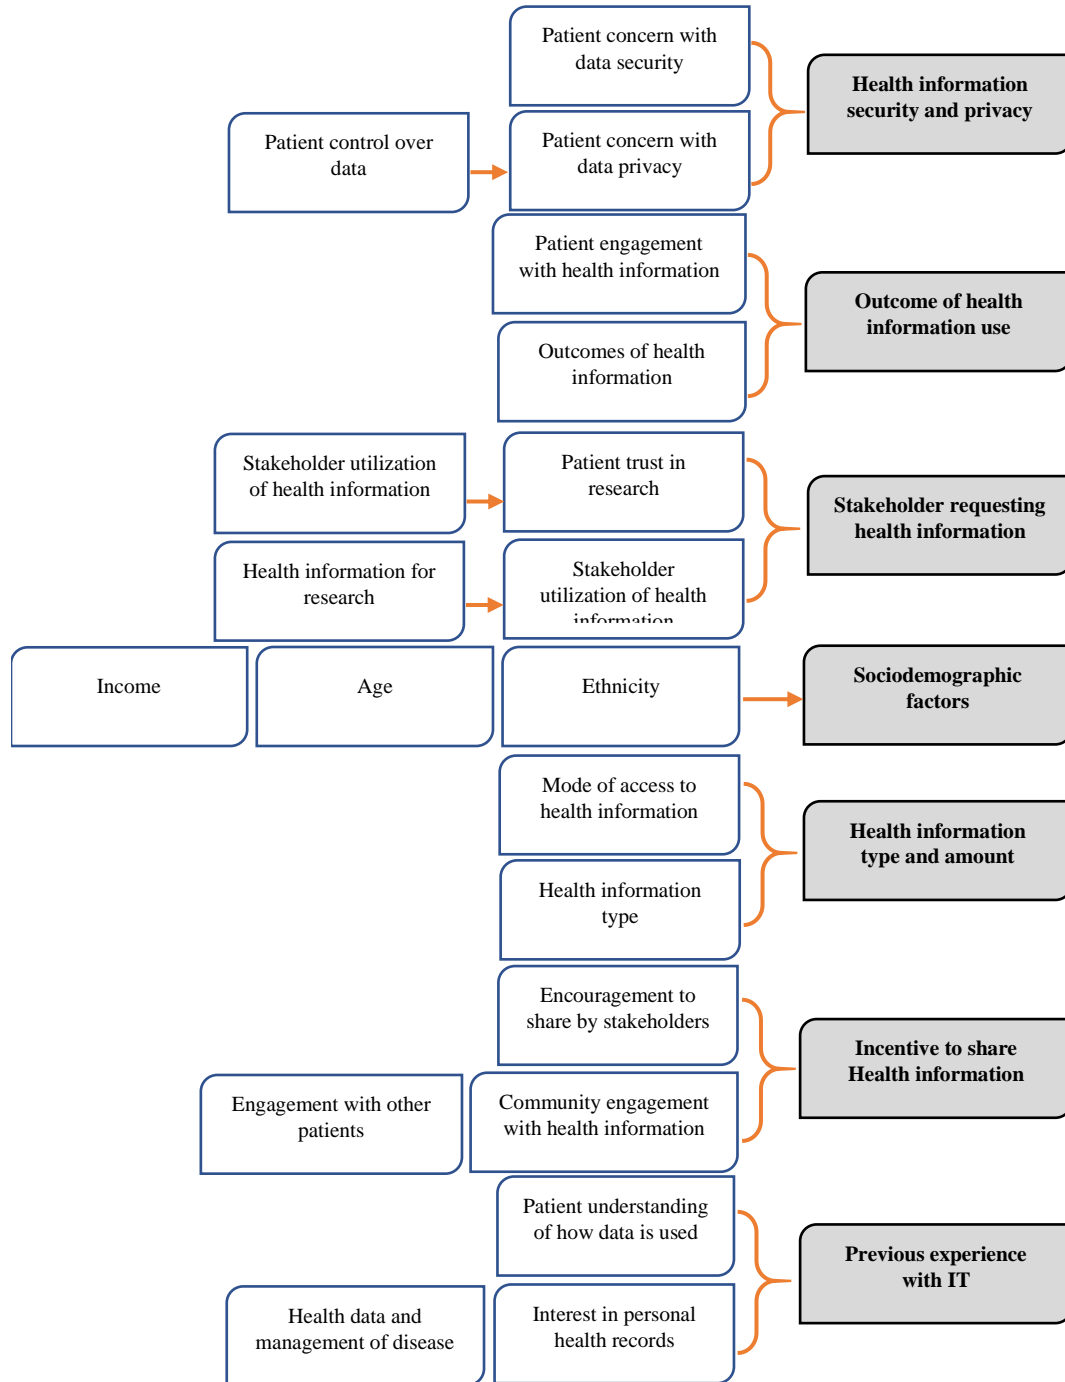 Patient concern with
data security
Health information
security and privacy
Patient control over
data
Patient concern with
data privacy
Patient engagement
with health information
Outcome of health
information use
Outcomes of health
information
Stakeholder utilization
of health information
Patient trust in
research
Stakeholder requesting
health information
Health information for
research
Stakeholder
utilization of health
information
Income
Age
Ethnicity
Sociodemographic
factors
Mode of access to
health information
Health information
type and amount
Health information
type
Encouragement to
share by stakeholders
Incentive to share
Health information
Engagement with other
patients
Community engagement
with health information
Patient understanding
of how data is used
Previous experience
with IT
Health data and
management of disease
Interest in personal
health records